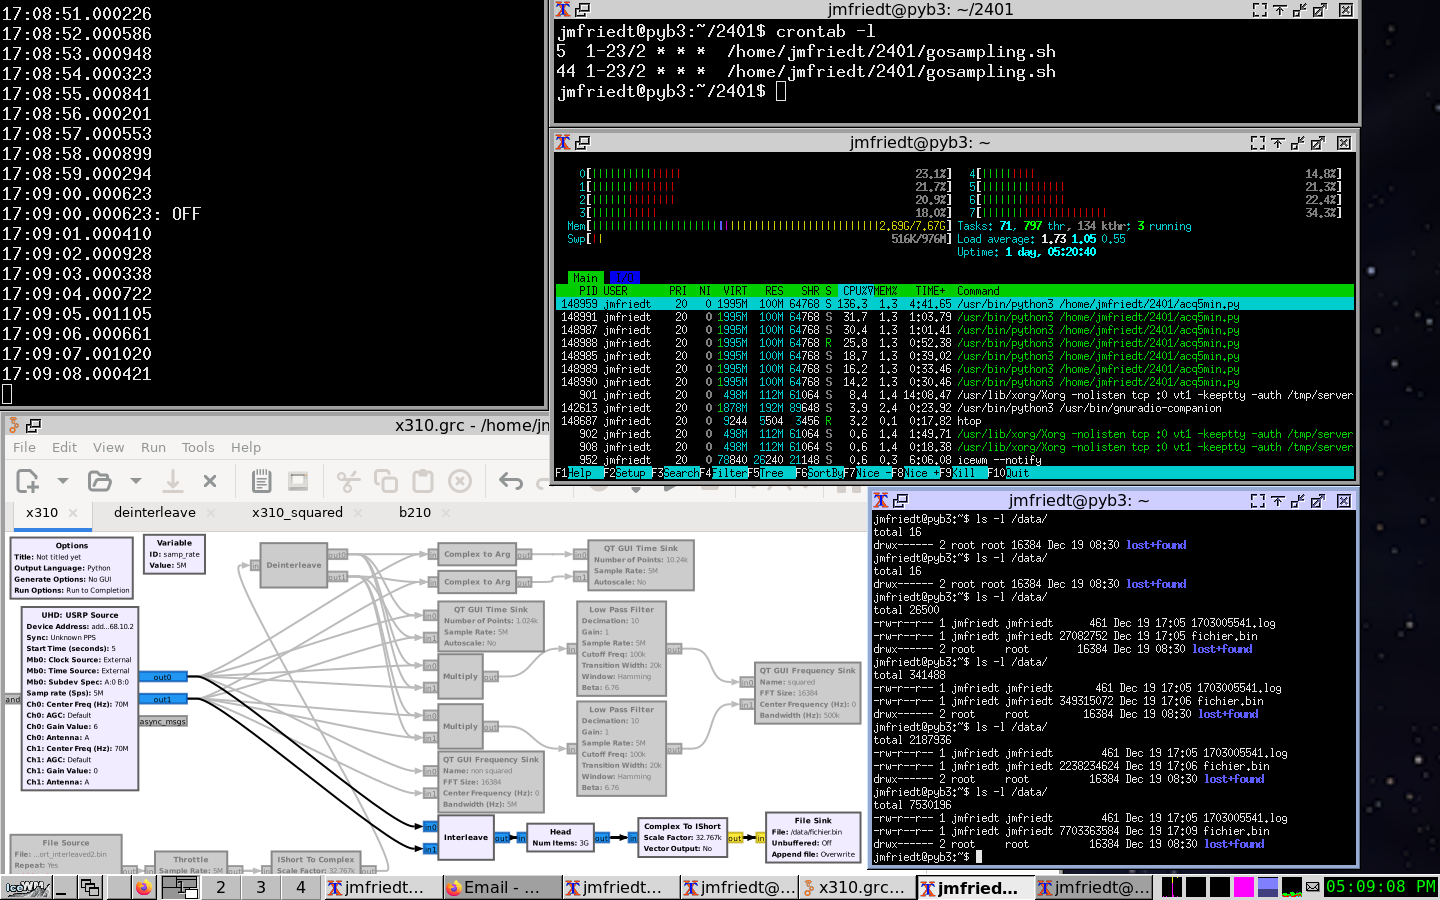 17:08:51.000226
17:08:52.000586
17:08:53.000948
17:08:54.000323
17:08:55.000841
17:08:56.000201
17:08:57.000553
17:08:58.000899
17:08:59.000294
17:09:00.000623
17:09:00.000623: OFF
17:09:01.000410
17:09:02.000928
17:09:03.000338
17:09:04.000722
17:09:05.001105
17:09:06.000661
17:09:07.001020
17:09:08.000421
jmfriedt@pyb3: ~/2401
jmfriedt@pyb3:~/2401$ crontab -l
5  1-23/2 * * *  /home/jmfriedt/2401/gosampling.sh
44 1-23/2 * * *  /home/jmfriedt/2401/gosampling.sh
jmfriedt@pyb3:~/2401$
jmfriedt@pyb3: ~
0[ 23.1%] 4[ 14.8%]
1[ 21.7%] 5[ 21.3%]
2[ 20.9%] 6[ 22.4%]
3[ 18.0%] 7[ 34.3%]
Mem[ 2.69G/7.67G] Tasks: 71, 797 thr, 134 kthr; 3 running
Swp[ 516K/976M] Load average: 1.73 1.05 0.55
Uptime: 1 day, 05:20:40
Main I/O
PID USER PRI NI VIRT RES SHR S CPU%▽MEM% TIME+ Command
148959 jmfriedt 20 0 1995M 100M 64768 S 136.3 1.3 4:41.65 /usr/bin/python3 /home/jmfriedt/2401/acq5min.py
148991 jmfriedt 20 0 1995M 100M 64768 S 31.7 1.3 1:03.79 /usr/bin/python3 /home/jmfriedt/2401/acq5min.py
148987 jmfriedt 20 0 1995M 100M 64768 S 30.4 1.3 1:01.41 /usr/bin/python3 /home/jmfriedt/2401/acq5min.py
148988 jmfriedt 20 0 1995M 100M 64768 R 25.8 1.3 0:52.38 /usr/bin/python3 /home/jmfriedt/2401/acq5min.py
148985 jmfriedt 20 0 1995M 100M 64768 S 18.7 1.3 0:39.02 /usr/bin/python3 /home/jmfriedt/2401/acq5min.py
148989 jmfriedt 20 0 1995M 100M 64768 S 16.2 1.3 0:33.46 /usr/bin/python3 /home/jmfriedt/2401/acq5min.py
148990 jmfriedt 20 0 1995M 100M 64768 S 14.2 1.3 0:30.46 /usr/bin/python3 /home/jmfriedt/2401/acq5min.py
901 jmfriedt 20 0 498M 112M 61064 S 8.4 1.4 14:08.47 /usr/lib/xorg/Xorg -nolisten tcp :0 vt1 -keeptty -auth /tmp/server
142613 jmfriedt 20 0 1878M 192M 89648 S 3.9 2.4 0:23.92 /usr/bin/python3 /usr/bin/gnuradio-companion
148687 jmfriedt 20 0 9244 5504 3456 R 3.2 0.1 0:17.82 htop
902 jmfriedt 20 0 498M 112M 61064 S 0.6 1.4 1:49.71 /usr/lib/xorg/Xorg -nolisten tcp :0 vt1 -keeptty -auth /tmp/server
908 jmfriedt 20 0 498M 112M 61064 S 0.6 1.4 0:18.38 /usr/lib/xorg/Xorg -nolisten tcp :0 vt1 -keeptty -auth /tmp/server
952 jmfriedt 20 0 78940 26240 21148 S 0.6 0.3 6:06.08 icewm --notify
F1Help F2Setup F3SearchF4FilterF5Tree F6SortByF7Nice -F8Nice +F9Kill F10Quit
x310.grc - /home/jm
File Edit View Run Tools Help
x310 deinterleave x310_squared b210
Options
Title: Not titled yet
Output Language: Python
Generate Options: No GUI
Run Options: Run to Completion
Variable
ID: samp_rate
Value: 5M
UHD: USRP Source
Device Address: add...68.10.2
Sync: Unknown PPS
Start Time (seconds): 5
Mb0: Clock Source: External
Mb0: Time Source: External
Mb0: Subdev Spec: A:0 B:0
Samp rate (Sps): 5M
Ch0: Center Freq (Hz): 70M
Ch0: AGC: Default
Ch0: Gain Value: 6
Ch0: Antenna: A
Ch1: Center Freq (Hz): 70M
Ch1: AGC: Default
Ch1: Gain Value: 0
Ch1: Antenna: A
out0
out1
async_msgs
in
Deinterleave
out0
out1
in
Complex to Arg
out
in
Complex to Arg
out
in0
in1
QT GUI Time Sink
Number of Points: 10.24k
Sample Rate: 5M
Autoscale: No
in0
in1
QT GUI Time Sink
Number of Points: 1.024k
Sample Rate: 5M
Autoscale: No
in0
in1
Multiply
out
in0
in1
Multiply
out
in
Low Pass Filter
Decimation: 10
Gain: 1
Sample Rate: 5M
Cutoff Freq: 100k
Transition Width: 20k
Window: Hamming
Beta: 6.76
out
in
Low Pass Filter
Decimation: 10
Gain: 1
Sample Rate: 5M
Cutoff Freq: 100k
Transition Width: 20k
Window: Hamming
Beta: 6.76
out
in0
in1
QT GUI Frequency Sink
Name: squared
FFT Size: 16384
Center Frequency (Hz): 0
Bandwidth (Hz): 500k
in0
in1
QT GUI Frequency Sink
Name: non squared
FFT Size: 16384
Center Frequency (Hz): 0
Bandwidth (Hz): 5M
in0
in1
Interleave
out
in
Head
Num Items: 3G
out
in
Complex To IShort
Scale Factor: 32.767k
Vector Output: No
out
in
File Sink
File: /data/fichier.bin
Unbuffered: Off
Append file: Overwrite
File Source
File: ...ort_interleaved2.bin
Repeat: Yes
Throttle
Sample Rate: 5M
IShort To Complex
Scale Factor: 32.767k
jmfriedt@pyb3: ~
jmfriedt@pyb3:~$ ls -l /data/
total 16
drwx------ 2 root root 16384 Dec 19 08:30 lost+found
jmfriedt@pyb3:~$ ls -l /data/
total 16
drwx------ 2 root root 16384 Dec 19 08:30 lost+found
jmfriedt@pyb3:~$ ls -l /data/
total 26500
-rw-r--r-- 1 jmfriedt jmfriedt 461 Dec 19 17:05 1703005541.log
-rw-r--r-- 1 jmfriedt jmfriedt 27082752 Dec 19 17:05 fichier.bin
drwx------ 2 root root 16384 Dec 19 08:30 lost+found
jmfriedt@pyb3:~$ ls -l /data/
total 341488
-rw-r--r-- 1 jmfriedt jmfriedt 461 Dec 19 17:05 1703005541.log
-rw-r--r-- 1 jmfriedt jmfriedt 349315072 Dec 19 17:06 fichier.bin
drwx------ 2 root root 16384 Dec 19 08:30 lost+found
jmfriedt@pyb3:~$ ls -l /data/
total 2187936
-rw-r--r-- 1 jmfriedt jmfriedt 461 Dec 19 17:05 1703005541.log
-rw-r--r-- 1 jmfriedt jmfriedt 2238234624 Dec 19 17:06 fichier.bin
drwx------ 2 root root 16384 Dec 19 08:30 lost+found
jmfriedt@pyb3:~$ ls -l /data/
total 7530196
-rw-r--r-- 1 jmfriedt jmfriedt 461 Dec 19 17:05 1703005541.log
-rw-r--r-- 1 jmfriedt jmfriedt 7703363584 Dec 19 17:09 fichier.bin
drwx------ 2 root root 16384 Dec 19 08:30 lost+found
jmfriedt@pyb3:~$
1 2 3 4 jmfriedt... Email - ... jmfriedt... jmfriedt@... x310.grc... jmfried... jmfriedt@... 05:09:08 PM